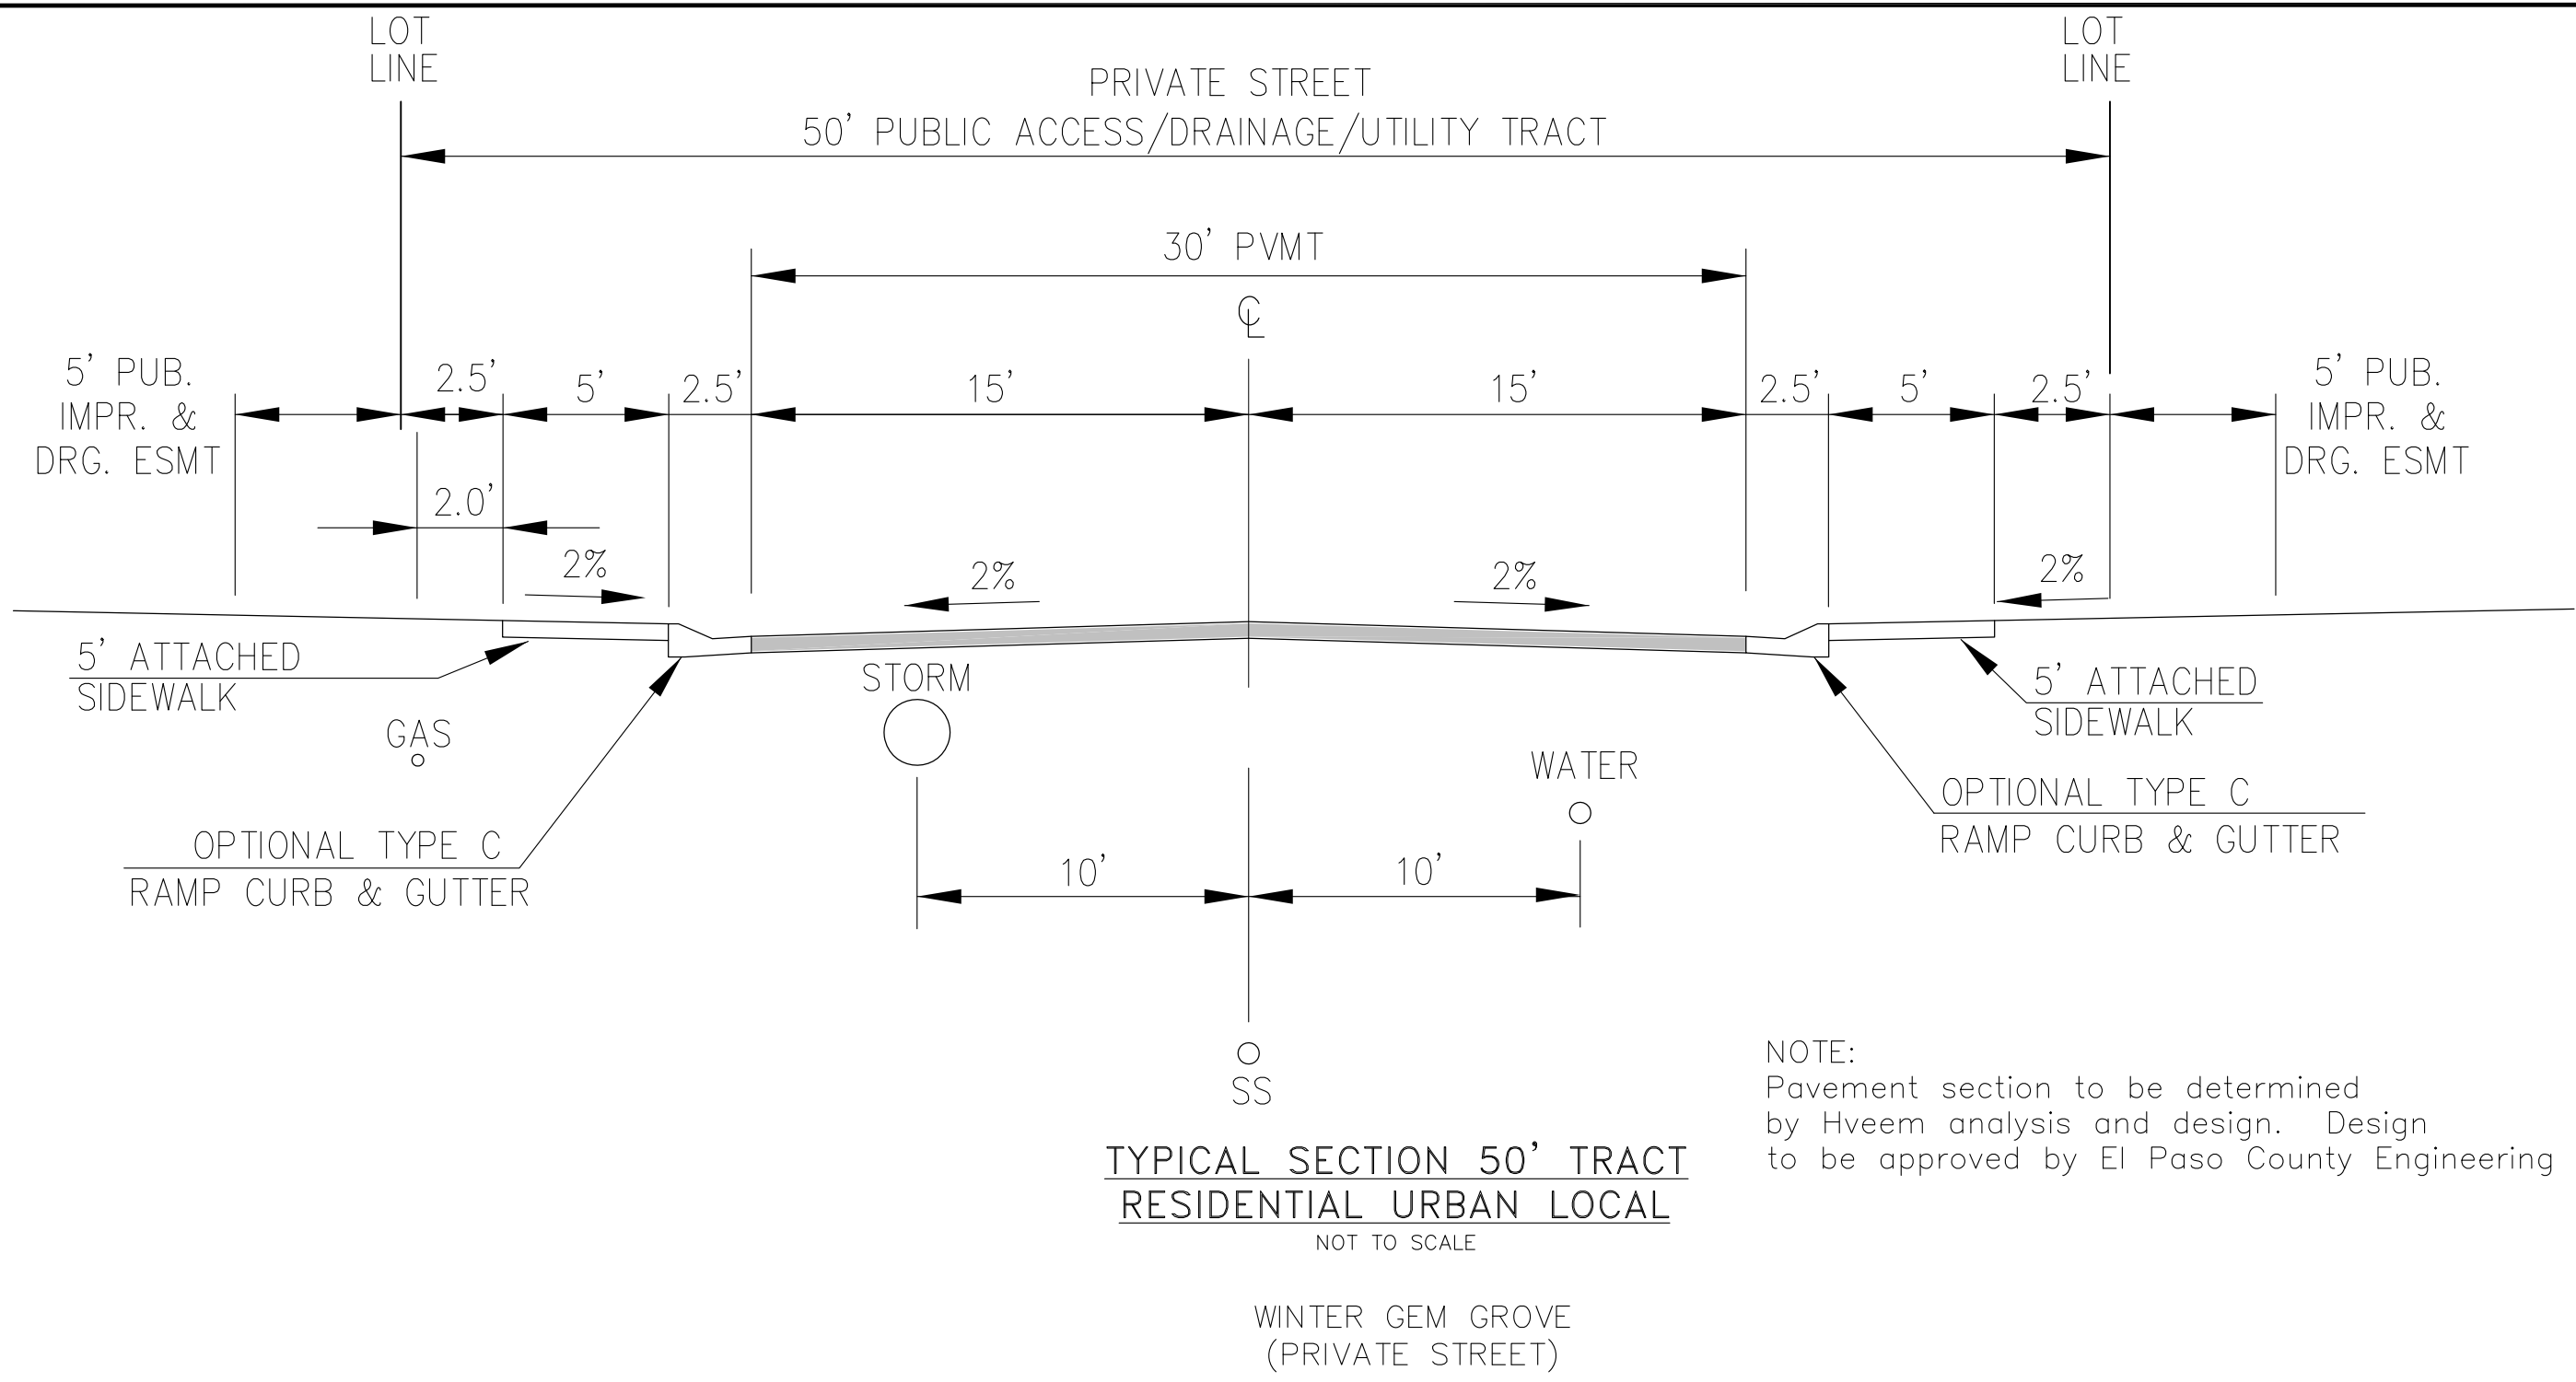 LOT
LINE
LOT
LINE
PRIVATE STREET
50' PUBLIC ACCESS/DRAINAGE/UTILITY TRACT
30' PVMT
℄
5' PUB.
IMPR. &
DRG. ESMT
2.5'
5'
2.5'
15'
15'
2.5'
5'
2.5'
5' PUB.
IMPR. &
DRG. ESMT
2.0'
2%
2%
2%
2%
5' ATTACHED
SIDEWALK
STORM
5' ATTACHED
SIDEWALK
GAS
WATER
OPTIONAL TYPE C
RAMP CURB & GUTTER
OPTIONAL TYPE C
RAMP CURB & GUTTER
10'
10'
SS
NOTE:
Pavement section to be determined
by Hveem analysis and design.  Design
to be approved by El Paso County Engineering
TYPICAL SECTION 50' TRACT
RESIDENTIAL URBAN LOCAL
NOT TO SCALE
WINTER GEM GROVE
(PRIVATE STREET)